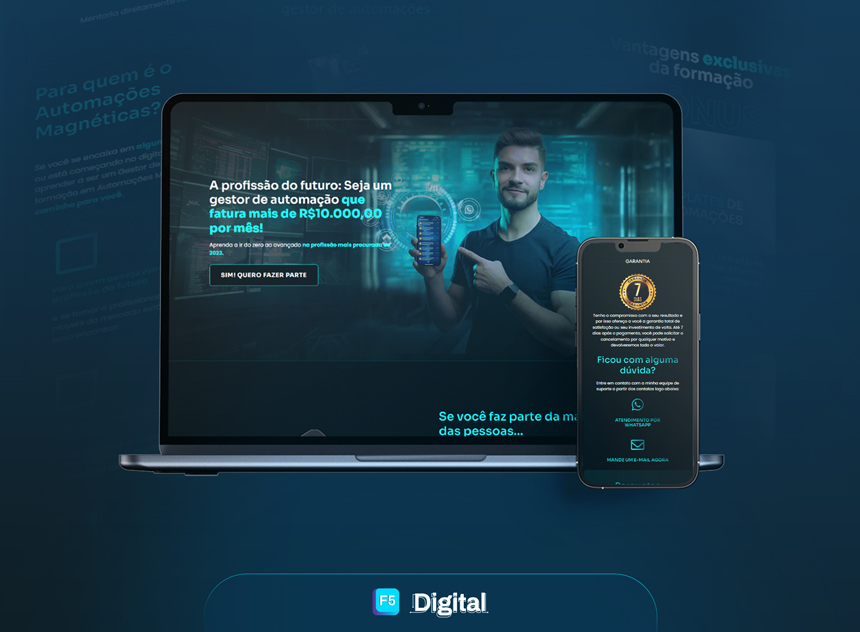 gestor de automações
Para quem é o
Automações
Magnéticas?
Vantagens exclusivas
da formação
A profissão do futuro: Seja um
gestor de automação que
fatura mais de R$10.000,00
por mês!
Aprenda a ir do zero ao avançado na profissão mais procurada de
2023.
SIM! QUERO FAZER PARTE
Se você faz parte da
das pessoas...
GARANTIA
7
DIAS
Tenho o compromisso com o seu resultado e
por isso ofereço a você a garantia total de
satisfação ou seu investimento de volta. Até 7
dias após o pagamento, você pode solicitar o
cancelamento por qualquer motivo e
devolveremos todo o valor.
Ficou com alguma
dúvida?
Entre em contato com a minha equipe de
suporte a partir dos contatos logo abaixo:
ATENDIMENTO POR
WHATSAPP
MANDE UM E-MAIL AGORA
F5 Digital